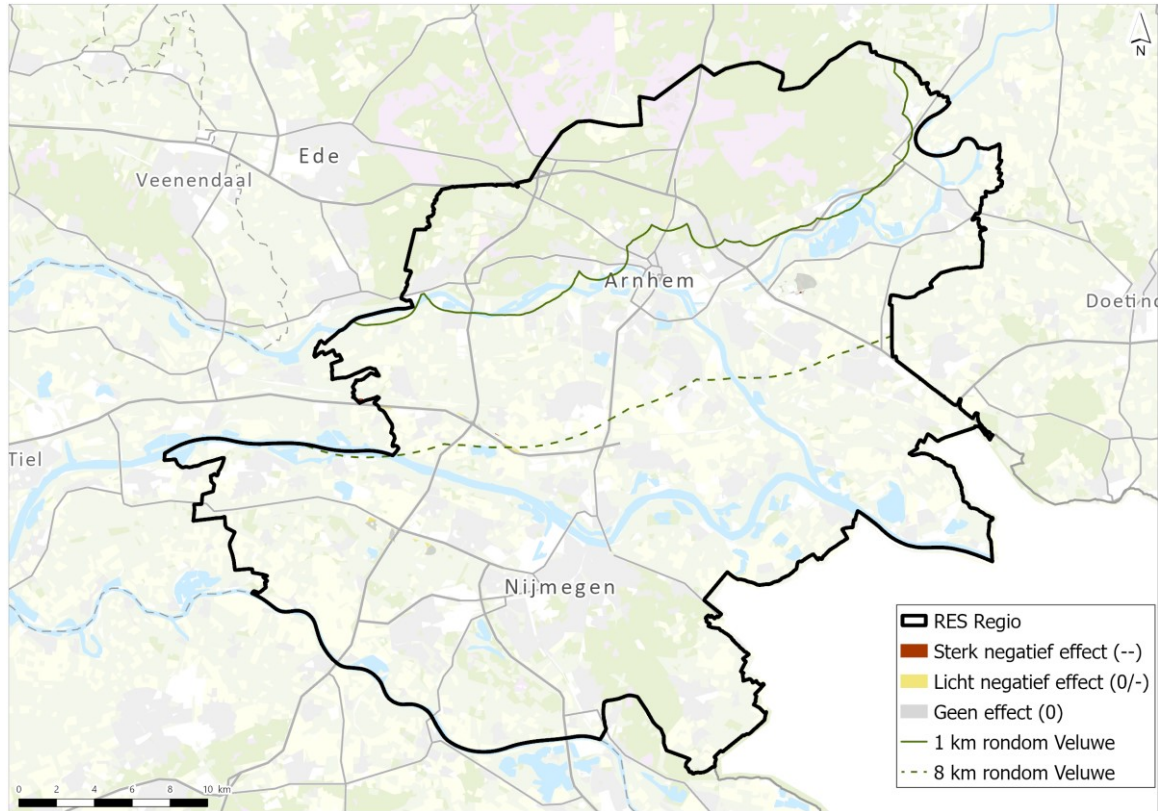 N
Ede
Veenendaal
Arnhem
Doetinc
Tiel
Nijmegen
RES Regio
Sterk negatief effect (--)
Licht negatief effect (0/-)
Geen effect (0)
1 km rondom Veluwe
8 km rondom Veluwe
0 2 4 6 8 10 km